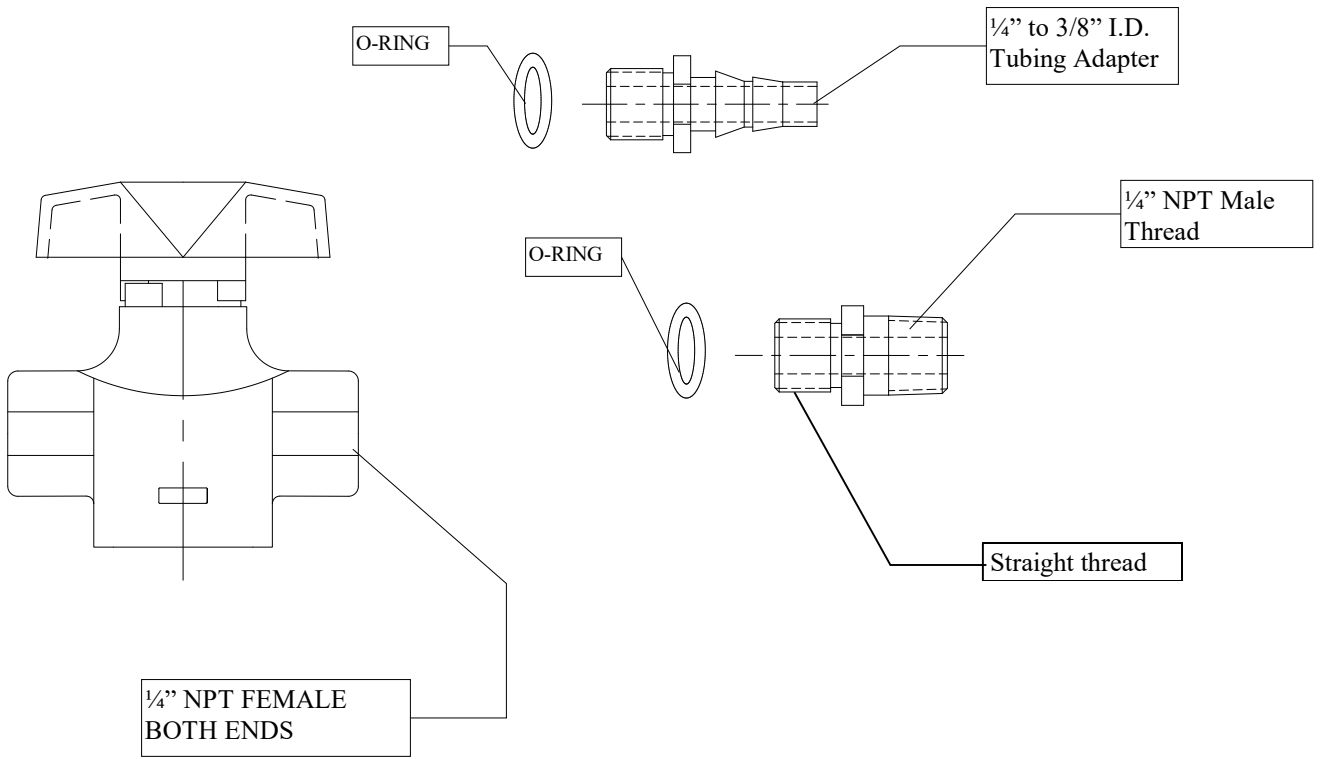 O-RING
¼” to 3/8” I.D.
Tubing Adapter
¼” NPT Male
Thread
O-RING
Straight thread
¼” NPT FEMALE
BOTH ENDS